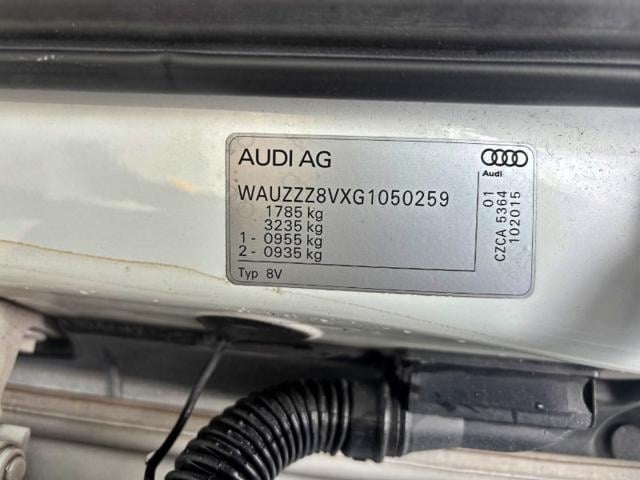 AUDI AG
Audi
WAUZZZ8VXG1050259
1785 kg
3235 kg
1 - 0955 kg
2 - 0935 kg
Typ 8V
01
CZCA 5364
102015